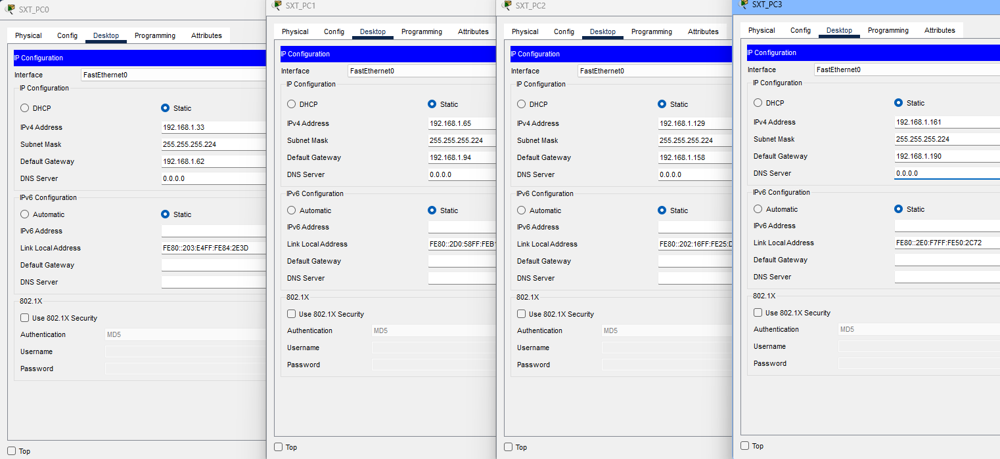 SXT_PC0
Physical Config Desktop Programming Attributes
IP Configuration
Interface FastEthernet0
IP Configuration
DHCP Static
IPv4 Address 192.168.1.33
Subnet Mask 255.255.255.224
Default Gateway 192.168.1.62
DNS Server 0.0.0.0
IPv6 Configuration
Automatic Static
IPv6 Address
Link Local Address FE80::203:E4FF:FE84:2E3D
Default Gateway
DNS Server
802.1X
Use 802.1X Security
Authentication MD5
Username
Password
Top
SXT_PC1
Physical Config Desktop Programming Attributes
IP Configuration
Interface FastEthernet0
IP Configuration
DHCP Static
IPv4 Address 192.168.1.65
Subnet Mask 255.255.255.224
Default Gateway 192.168.1.94
DNS Server 0.0.0.0
IPv6 Configuration
Automatic Static
IPv6 Address
Link Local Address FE80::2D0:58FF:FEB
Default Gateway
DNS Server
802.1X
Use 802.1X Security
Authentication MD5
Username
Password
Top
SXT_PC2
Physical Config Desktop Programming Attributes
IP Configuration
Interface FastEthernet0
IP Configuration
DHCP Static
IPv4 Address 192.168.1.129
Subnet Mask 255.255.255.224
Default Gateway 192.168.1.158
DNS Server 0.0.0.0
IPv6 Configuration
Automatic Static
IPv6 Address
Link Local Address FE80::202:16FF:FE25:D
Default Gateway
DNS Server
802.1X
Use 802.1X Security
Authentication MD5
Username
Password
Top
SXT_PC3
Physical Config Desktop Programming Attributes
IP Configuration
Interface FastEthernet0
IP Configuration
DHCP Static
IPv4 Address 192.168.1.161
Subnet Mask 255.255.255.224
Default Gateway 192.168.1.190
DNS Server 0.0.0.0
IPv6 Configuration
Automatic Static
IPv6 Address
Link Local Address FE80::2E0:F7FF:FE50:2C72
Default Gateway
DNS Server
802.1X
Use 802.1X Security
Authentication MD5
Username
Password
Top